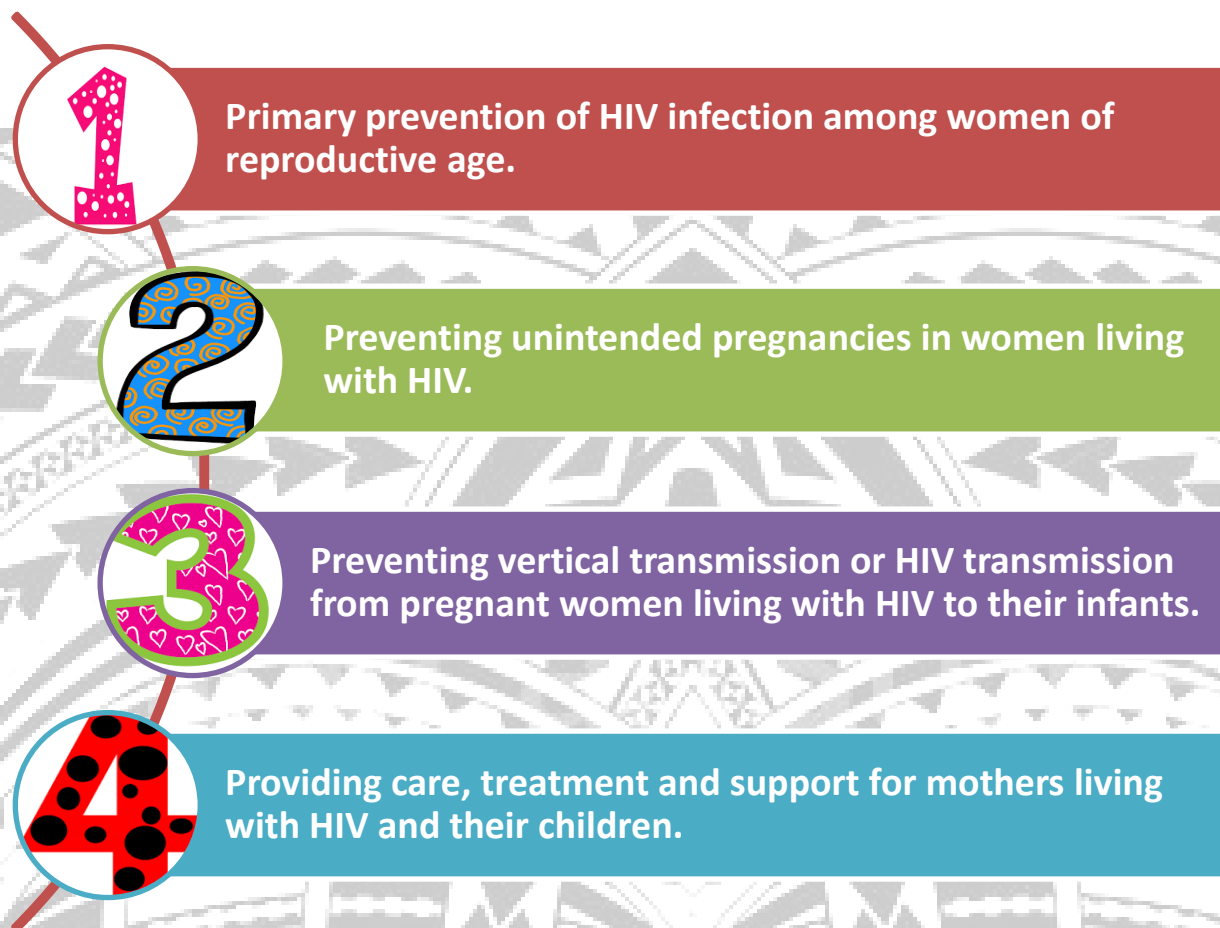 1
Primary prevention of HIV infection among women of
reproductive age.
2
Preventing unintended pregnancies in women living
with HIV.
3
Preventing vertical transmission or HIV transmission
from pregnant women living with HIV to their infants.
4
Providing care, treatment and support for mothers living
with HIV and their children.